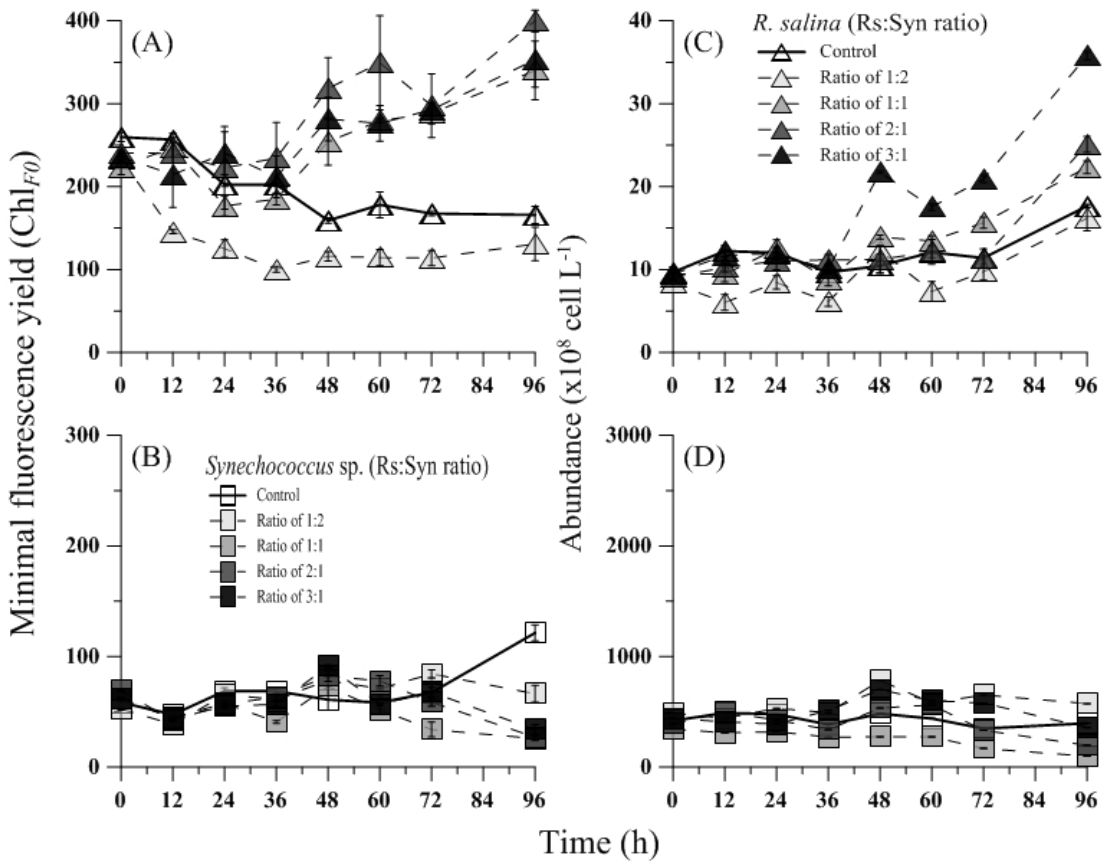 Minimal fluorescence yield (Chl_F0)
(A)
400
300
200
100
0
0 12 24 36 48 60 72 84 96
(B)
Synechococcus sp. (Rs:Syn ratio)
Control
Ratio of 1:2
Ratio of 1:1
Ratio of 2:1
Ratio of 3:1
300
200
100
0
0 12 24 36 48 60 72 84 96
Abundance (x10⁸ cell L⁻¹)
(C)
R. salina (Rs:Syn ratio)
Control
Ratio of 1:2
Ratio of 1:1
Ratio of 2:1
Ratio of 3:1
40
30
20
10
0
0 12 24 36 48 60 72 84 96
(D)
3000
2000
1000
0
0 12 24 36 48 60 72 84 96
Time (h)